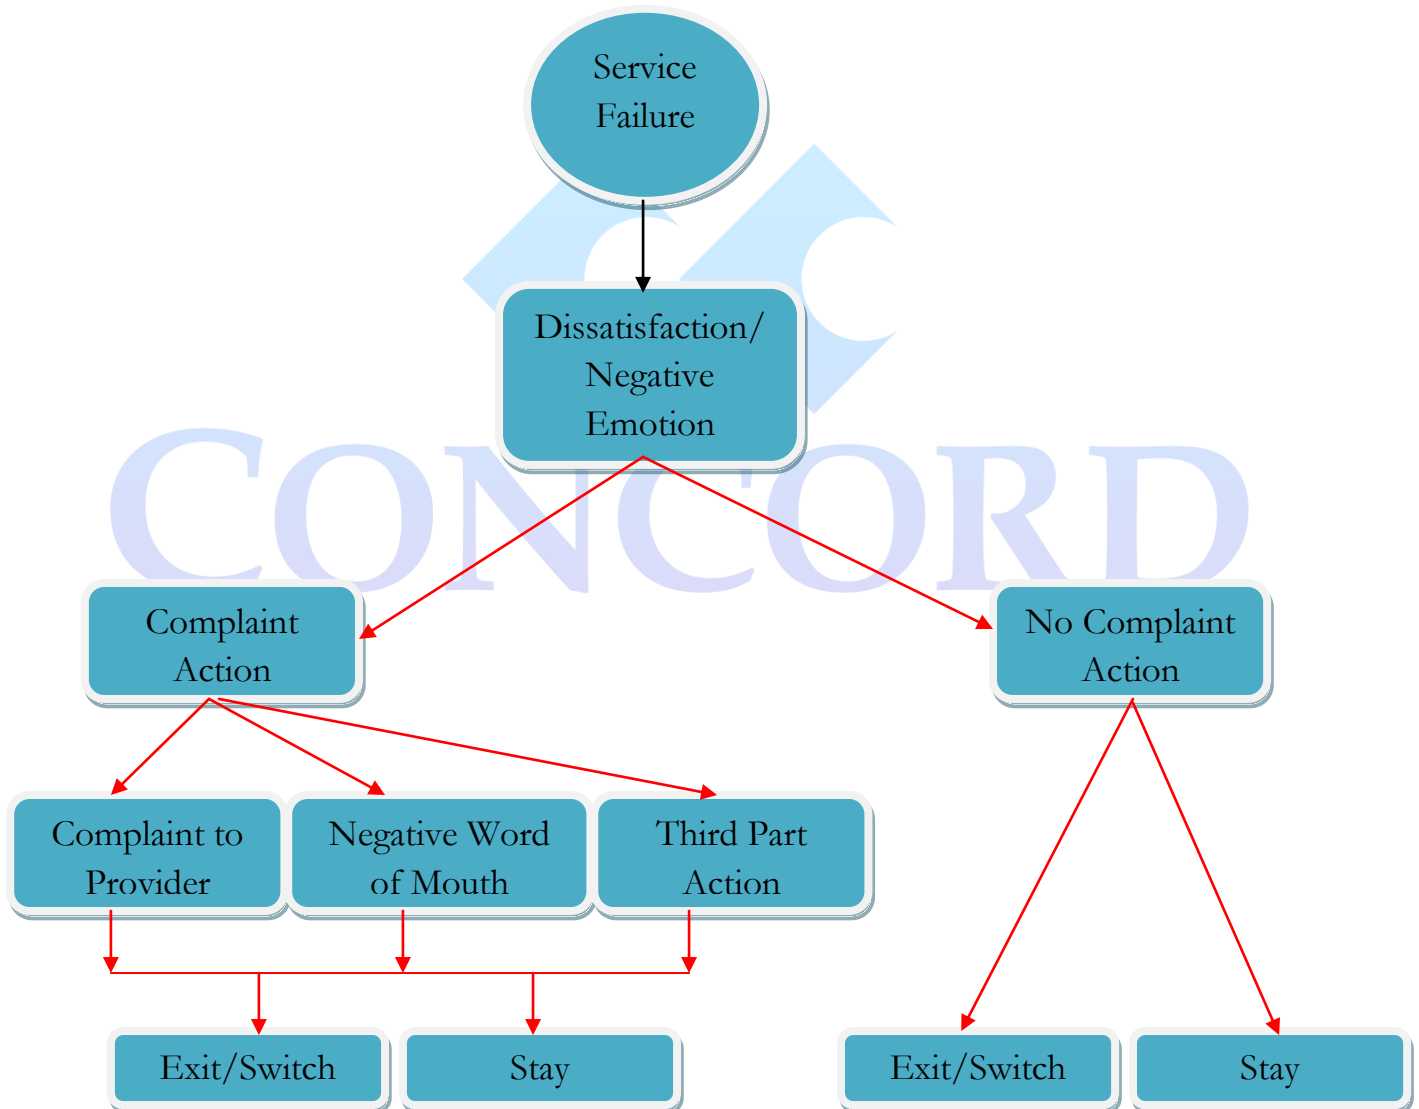 Service
Failure
Dissatisfaction/
Negative
Emotion
CONCORD
Complaint
Action
No Complaint
Action
Complaint to
Provider
Negative Word
of Mouth
Third Part
Action
Exit/Switch
Stay
Exit/Switch
Stay